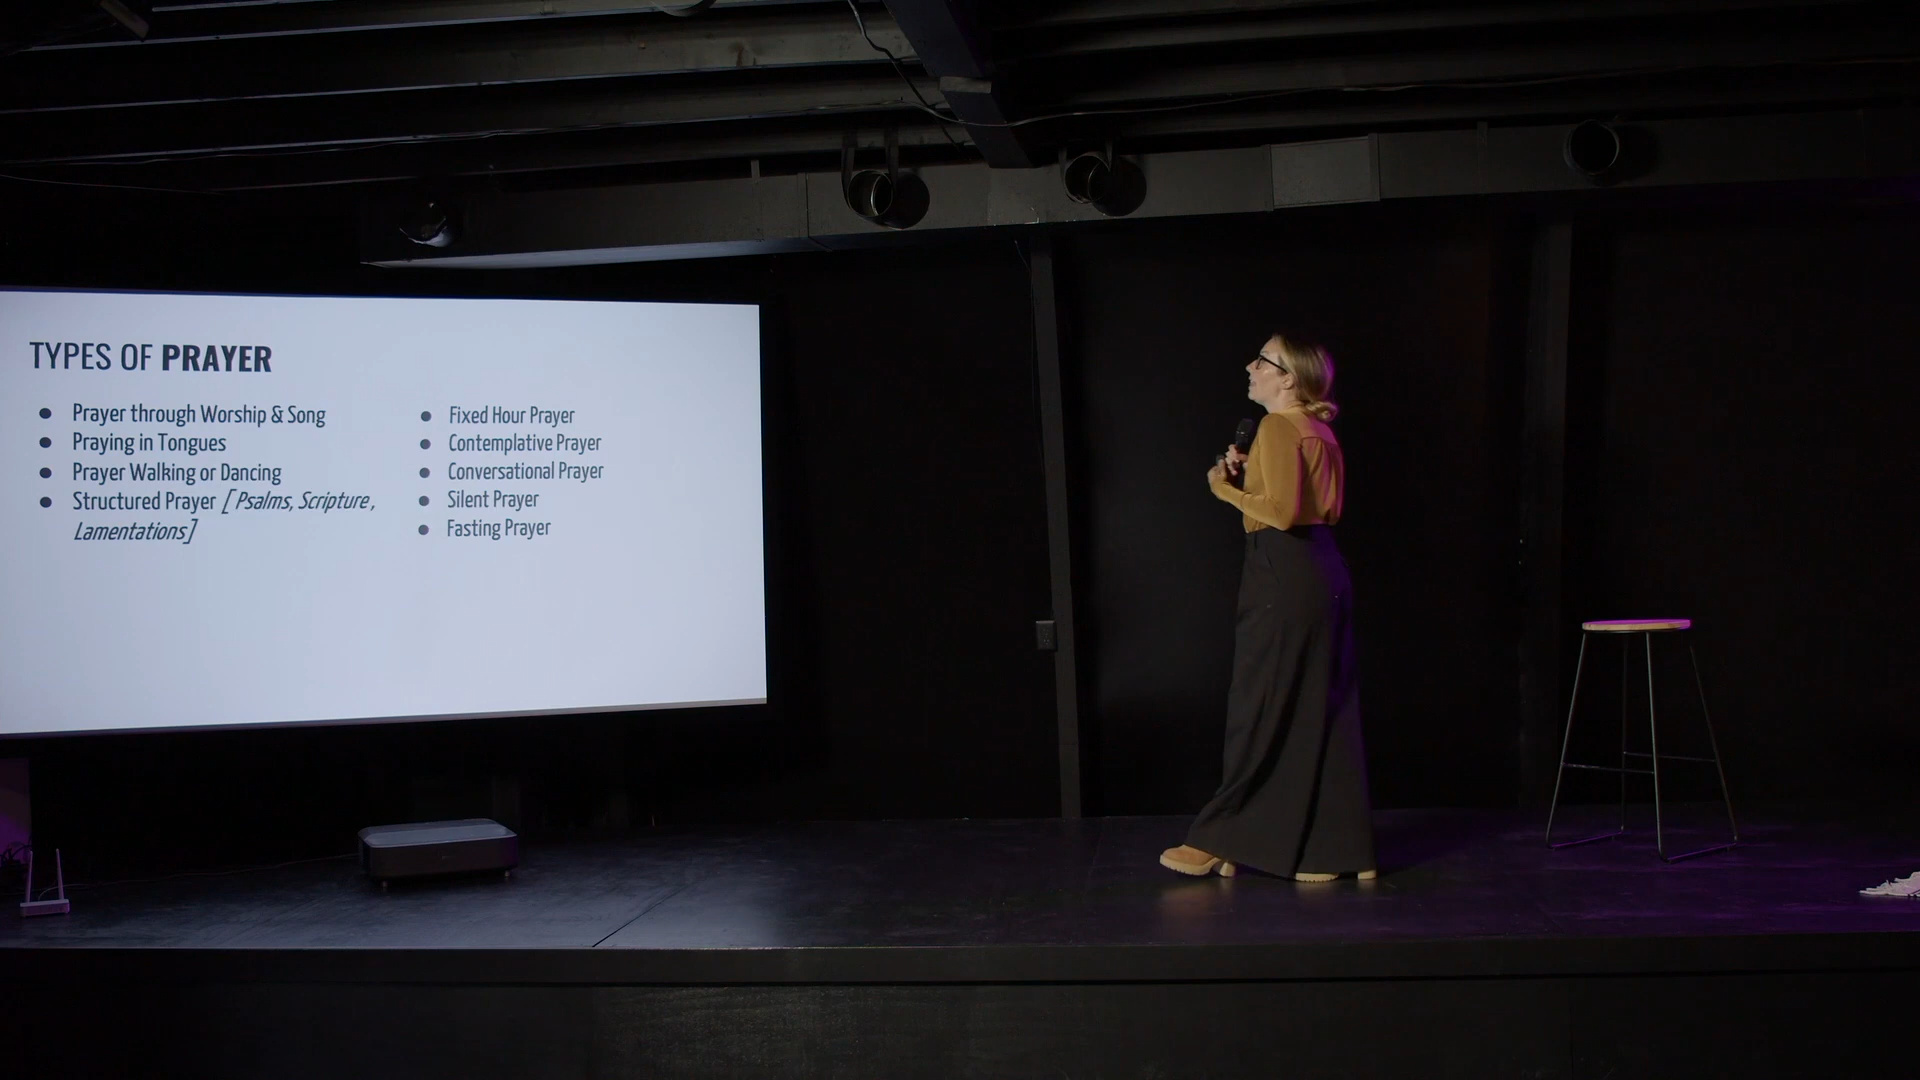 TYPES OF PRAYER
● Prayer through Worship & Song
● Praying in Tongues
● Prayer Walking or Dancing
● Structured Prayer [Psalms, Scripture,
Lamentations]
● Fixed Hour Prayer
● Contemplative Prayer
● Conversational Prayer
● Silent Prayer
● Fasting Prayer